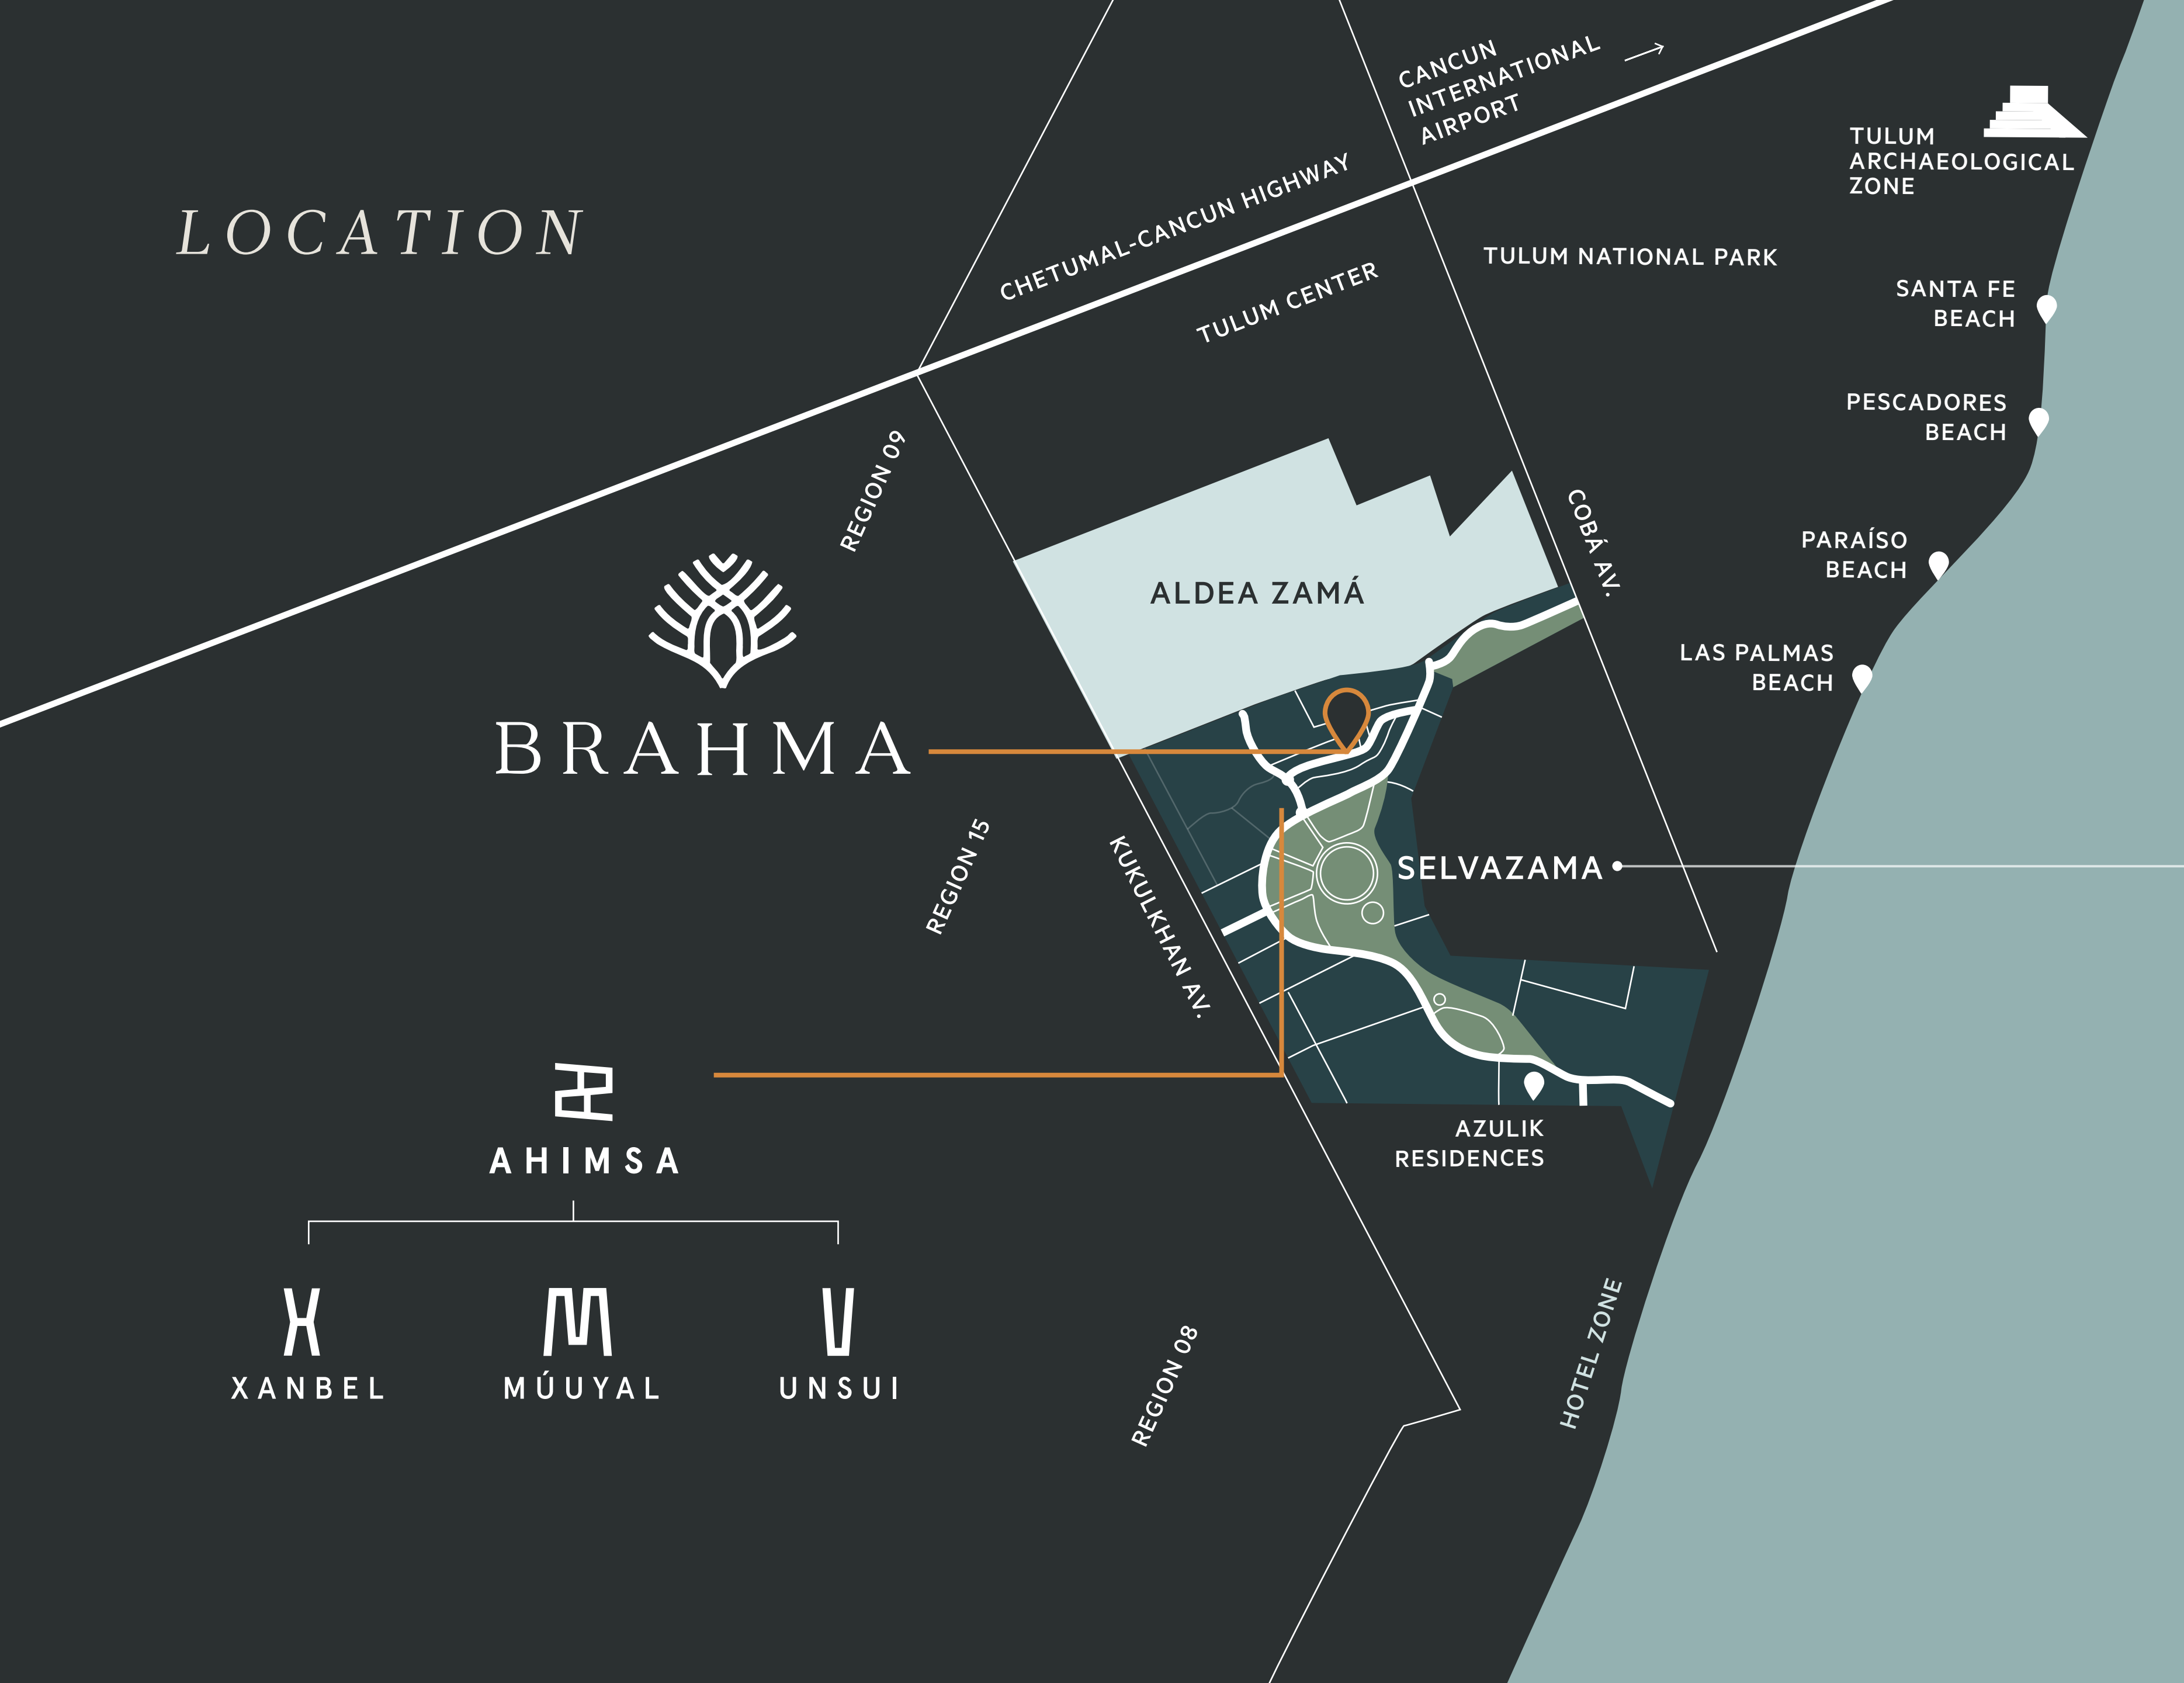 LOCATION
CANCUN
INTERNATIONAL
AIRPORT
CHETUMAL-CANCUN HIGHWAY
TULUM CENTER
TULUM
ARCHAEOLOGICAL
ZONE
TULUM NATIONAL PARK
SANTA FE
BEACH
PESCADORES
BEACH
PARAÍSO
BEACH
LAS PALMAS
BEACH
REGION 09
COBÁ AV.
ALDEA ZAMÁ
BRAHMA
REGION 15
KUKULKHAN AV.
SELVAZAMA
AZULIK
RESIDENCES
AHIMSA
XANBEL
MÚUYAL
UNSUI
REGION 08
HOTEL ZONE